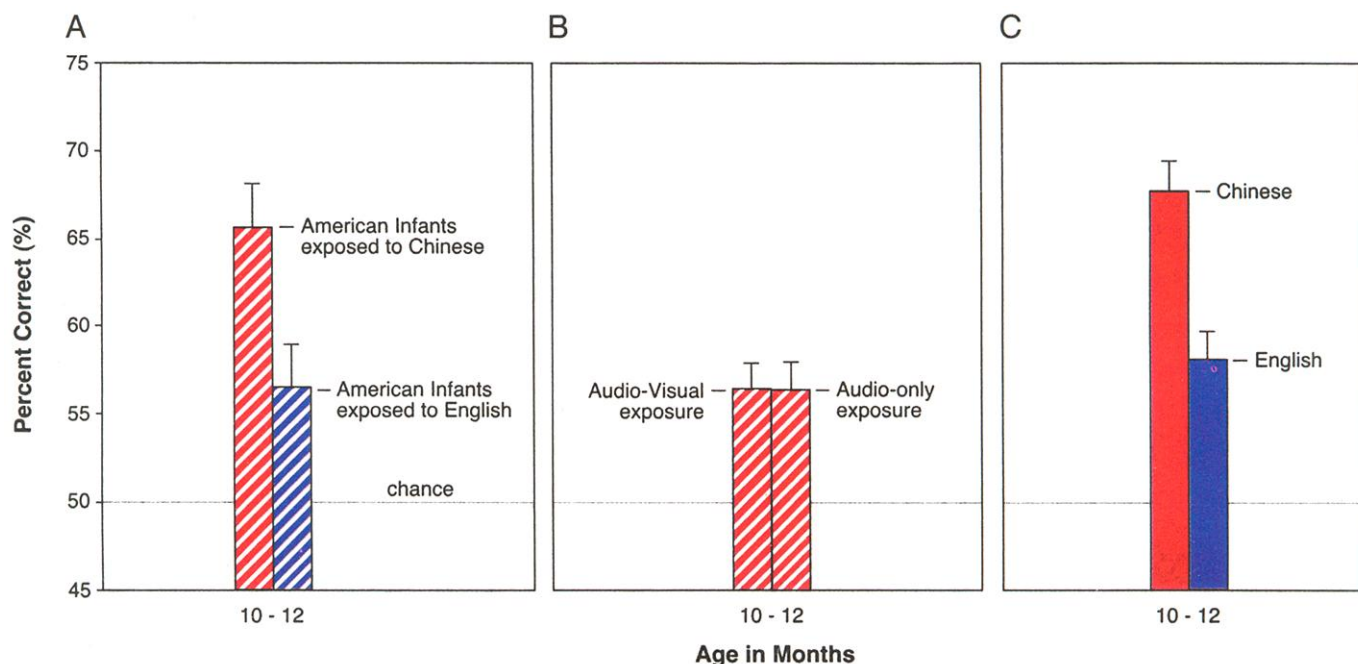 A
B
C
Percent Correct (%)
75
70
65
60
55
50
45
American Infants
exposed to Chinese
American Infants
exposed to English
chance
10 - 12
Audio-Visual
exposure
Audio-only
exposure
10 - 12
Chinese
English
10 - 12
Age in Months